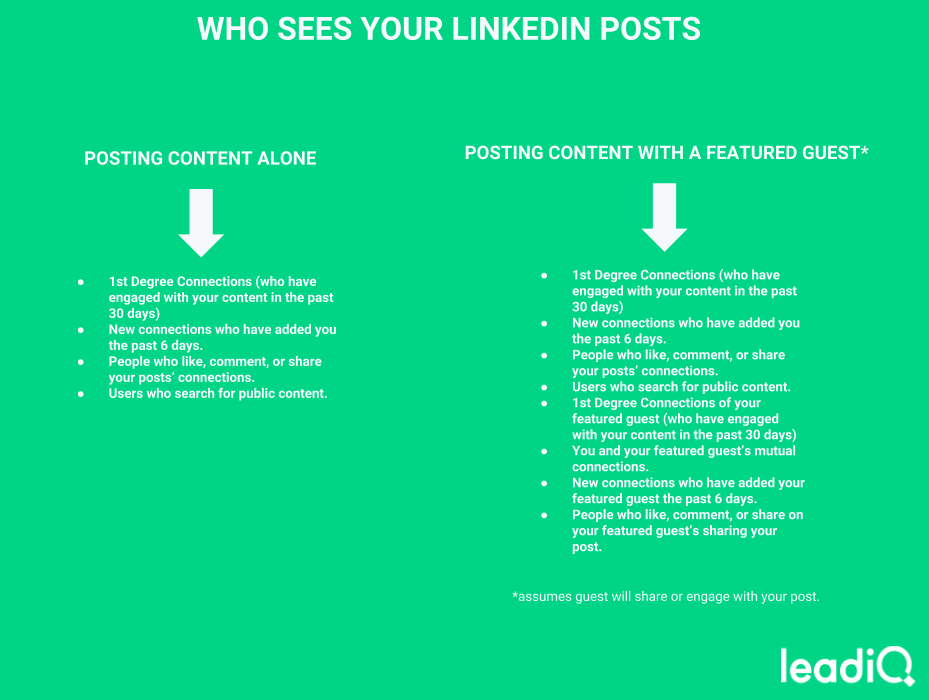 WHO SEES YOUR LINKEDIN POSTS
POSTING CONTENT ALONE
● 1st Degree Connections (who have
engaged with your content in the past
30 days)
● New connections who have added you
the past 6 days.
● People who like, comment, or share
your posts’ connections.
● Users who search for public content.
POSTING CONTENT WITH A FEATURED GUEST*
● 1st Degree Connections (who have
engaged with your content in the past
30 days)
● New connections who have added you
the past 6 days.
● People who like, comment, or share
your posts’ connections.
● Users who search for public content.
● 1st Degree Connections of your
featured guest (who have engaged
with your content in the past 30 days)
● You and your featured guest’s mutual
connections.
● New connections who have added your
featured guest the past 6 days.
● People who like, comment, or share on
your featured guest’s sharing your
post.
*assumes guest will share or engage with your post.
leadiQ